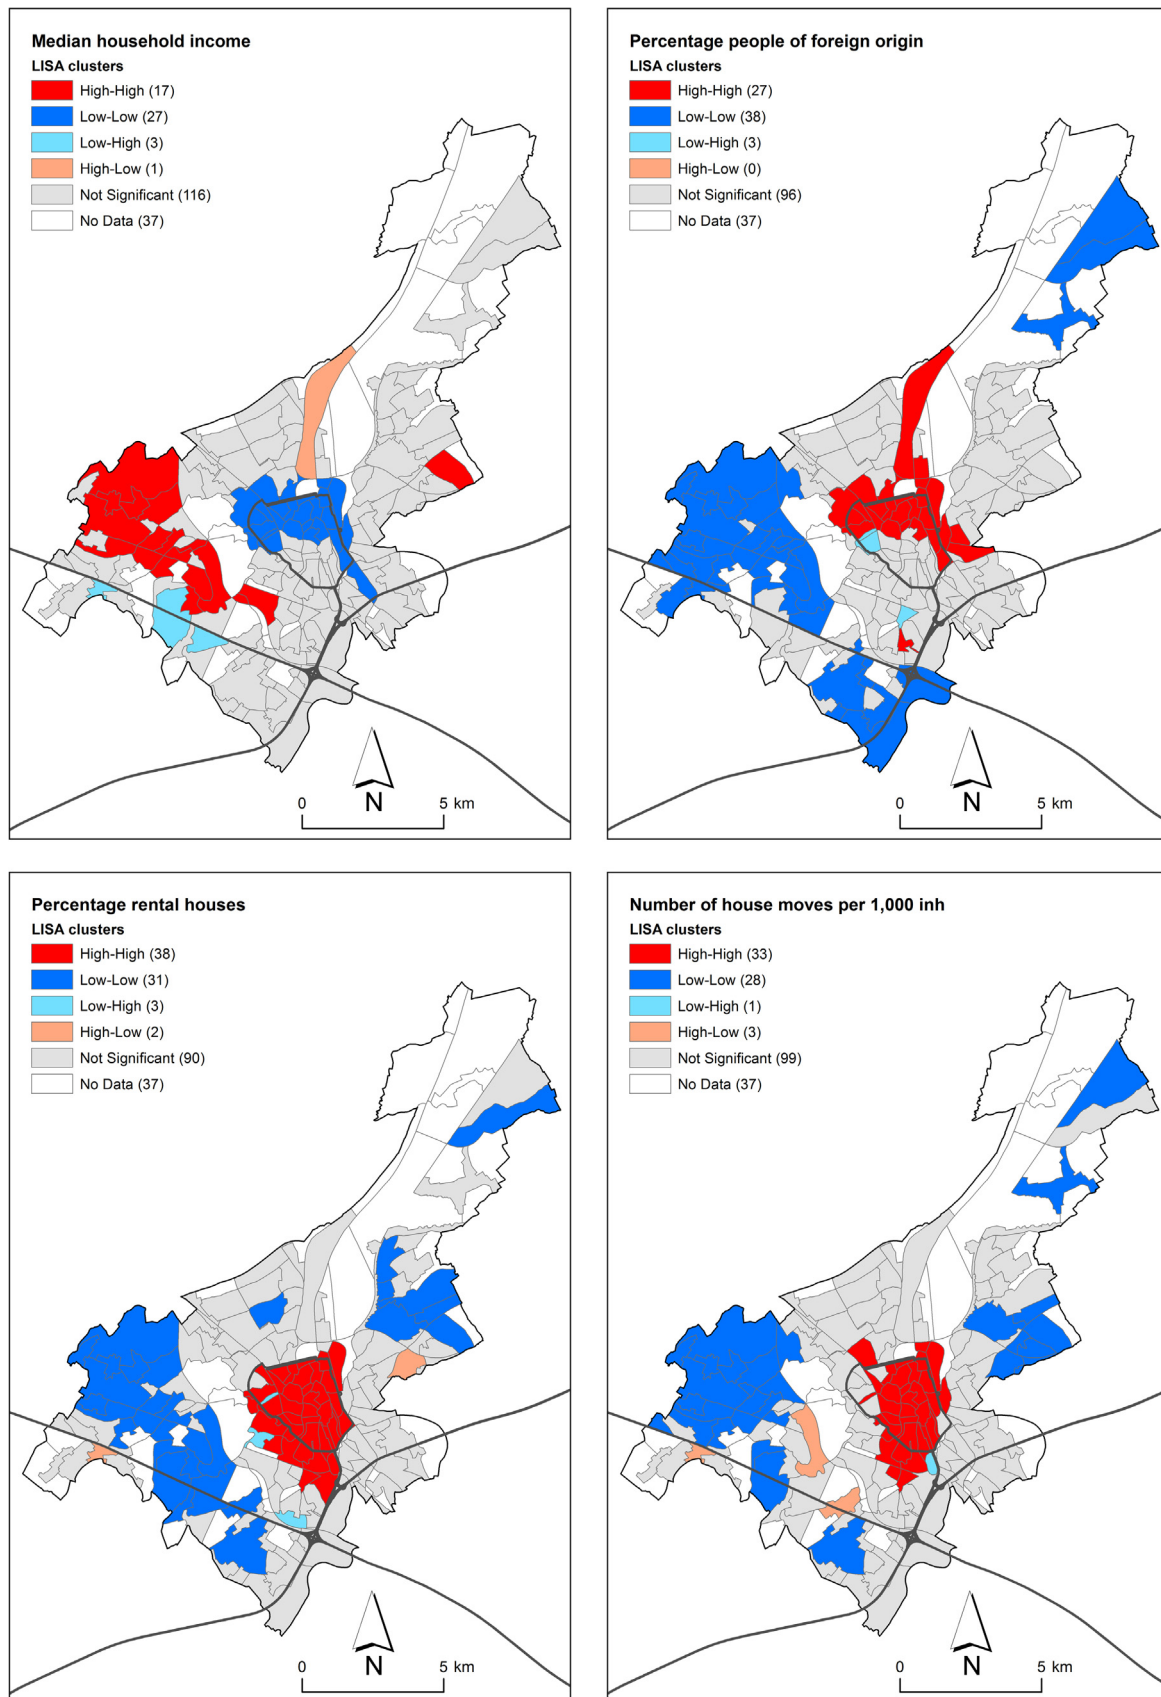 Median household income
LISA clusters
High-High (17)
Low-Low (27)
Low-High (3)
High-Low (1)
Not Significant (116)
No Data (37)
N
0 5 km
Percentage people of foreign origin
LISA clusters
High-High (27)
Low-Low (38)
Low-High (3)
High-Low (0)
Not Significant (96)
No Data (37)
N
0 5 km
Percentage rental houses
LISA clusters
High-High (38)
Low-Low (31)
Low-High (3)
High-Low (2)
Not Significant (90)
No Data (37)
N
0 5 km
Number of house moves per 1,000 inh
LISA clusters
High-High (33)
Low-Low (28)
Low-High (1)
High-Low (3)
Not Significant (99)
No Data (37)
N
0 5 km